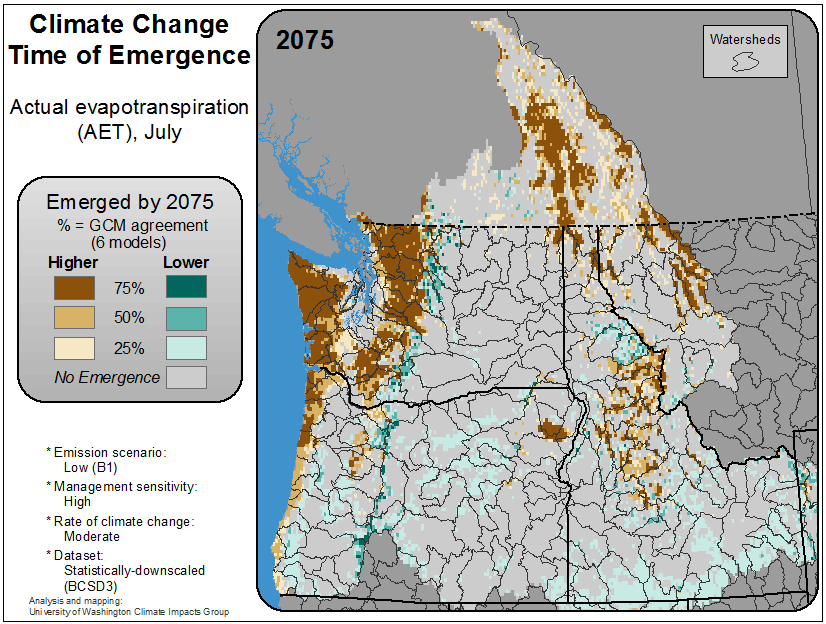 Climate Change
Time of Emergence
Actual evapotranspiration
(AET), July
Emerged by 2075
% = GCM agreement
(6 models)
Higher Lower
75%
50%
25%
No Emergence
* Emission scenario:
Low (B1)
* Management sensitivity:
High
* Rate of climate change:
Moderate
* Dataset:
Statistically-downscaled
(BCSD3)
Analysis and mapping:
University of Washington Climate Impacts Group
2075
Watersheds